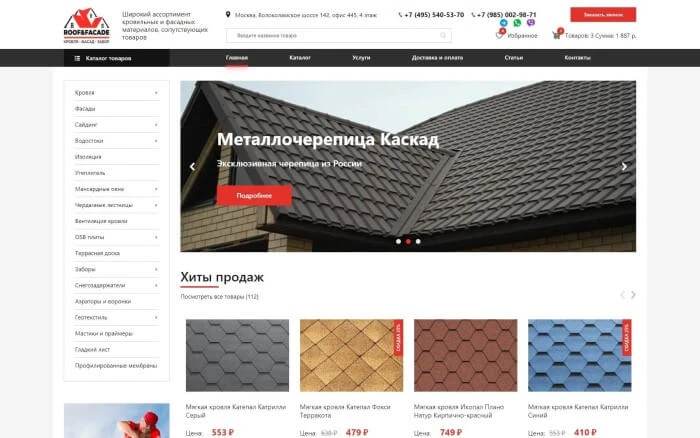 ROOF&FACADE
КРОВЛЯ · ФАСАД · ЗАБОР
Широкий ассортимент
кровельных и фасадных
материалов, сопутствующих
товаров
Москва, Волоколамское шоссе 142, офис 445, 4 этаж
+7 (495) 540-53-70
+7 (985) 002-98-71
Заказать звонок
Введите название товара
Избранное
Товаров: 3 Сумма: 1 887 р.
Каталог товаров
Главная
Каталог
Услуги
Доставка и оплата
Статьи
Контакты
Кровля
Фасады
Сайдинг
Водостоки
Изоляция
Утеплитель
Мансардные окна
Чердачные лестницы
Вентиляция кровли
OSB плиты
Террасная доска
Заборы
Снегозадержатели
Аэраторы и воронки
Геотекстиль
Мастики и праймеры
Гладкий лист
Профилированные мембраны
Металлочерепица Каскад
Эксклюзивная черепица из России
Подробнее
Хиты продаж
Посмотреть все товары (112)
СКИДКА 25%
Мягкая кровля Катепал Катрилли
Серый
Цена: 553 ₽
Мягкая кровля Катепал Фокси
Терракота
Цена: 638 ₽ 479 ₽
Мягкая кровля Икопал Плано
Натур Кирпично-красный
Цена: 749 ₽
Мягкая кровля Катепал Катрилли
Синий
Цена: 553 ₽ 410 ₽